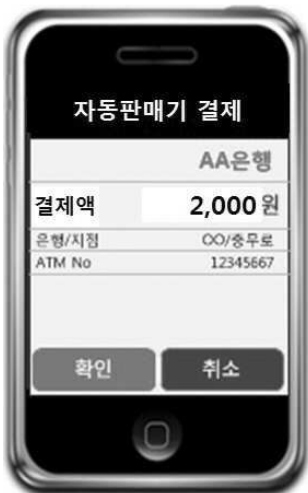 자동판매기 결제
AA은행
결제액 2,000 원
은행/지점 OO/충무로
ATM No 12345667
확인 취소